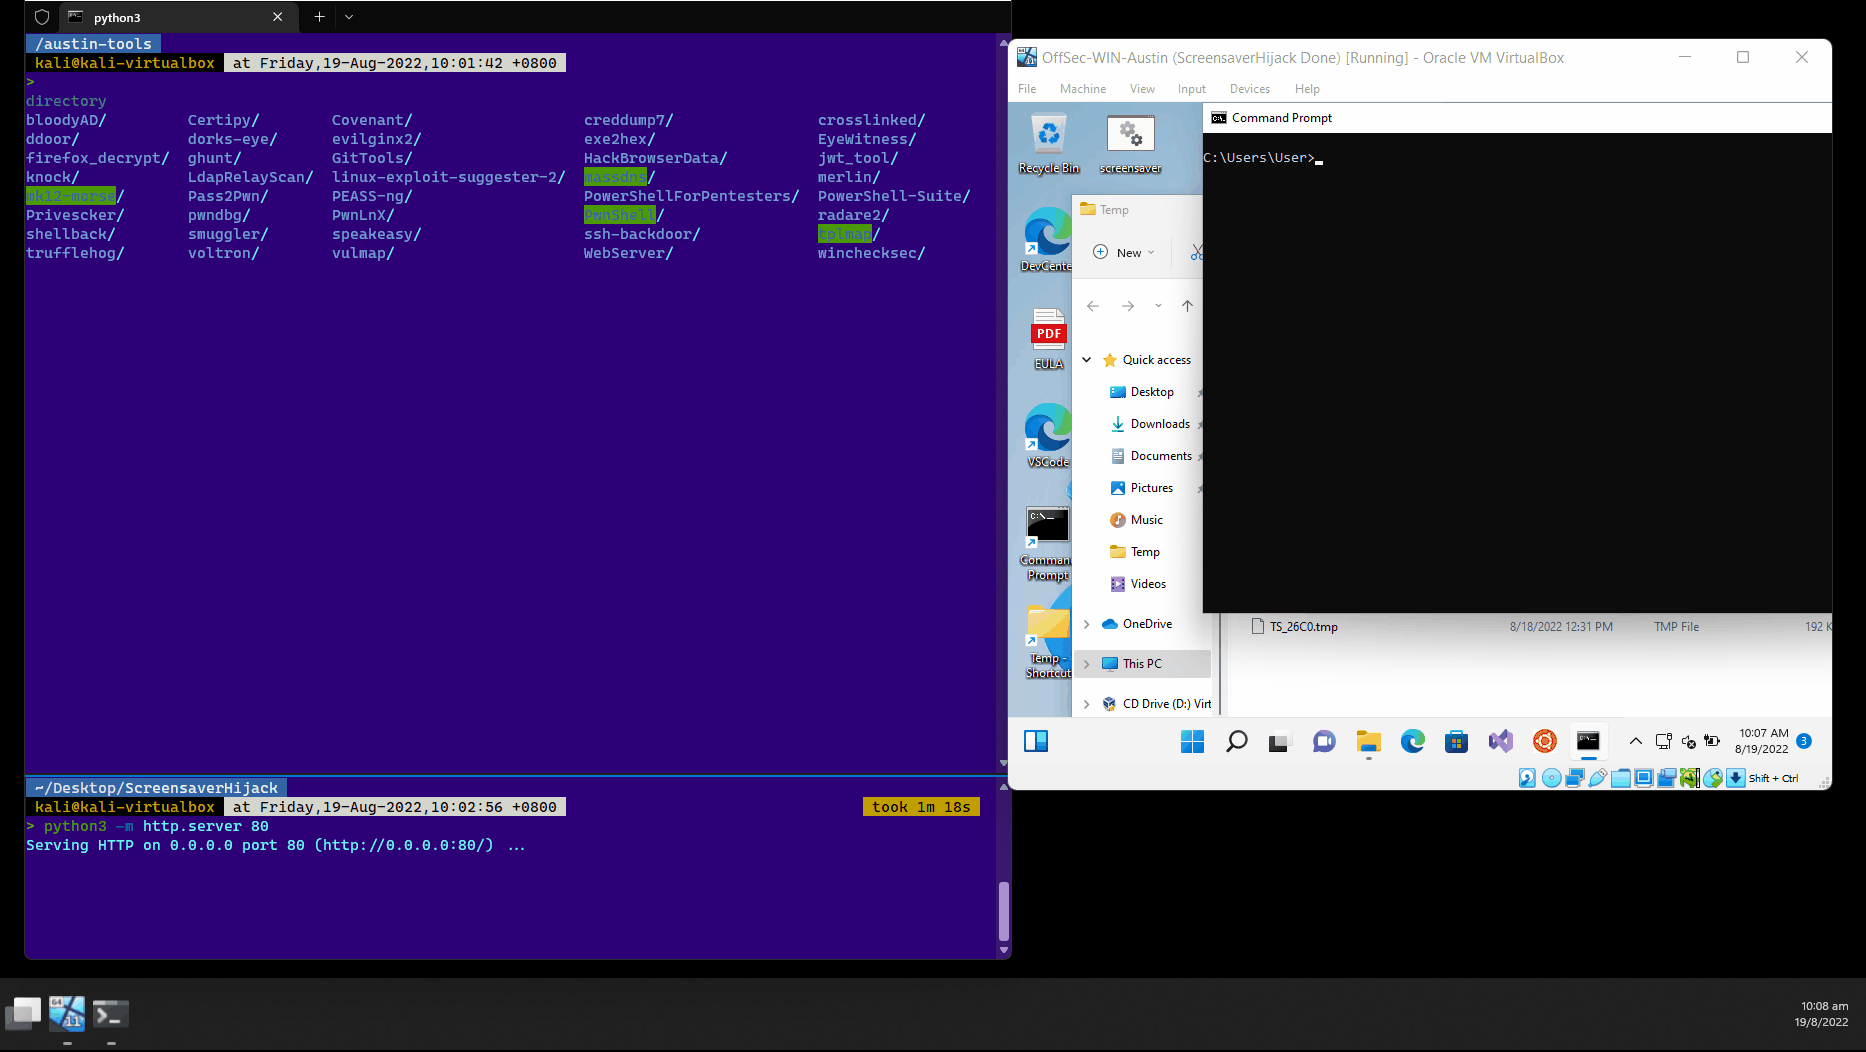 python3
/austin-tools
kali@kali-virtualbox at Friday,19-Aug-2022,10:01:42 +0800
>
directory
bloodyAD/ Certipy/ Covenant/ creddump7/ crosslinked/
ddoor/ dorks-eye/ evilginx2/ exe2hex/ EyeWitness/
firefox_decrypt/ ghunt/ GitTools/ HackBrowserData/ jwt_tool/
knock/ LdapRelayScan/ linux-exploit-suggester-2/ massdns/ merlin/
mk12-morse/ Pass2Pwn/ PEASS-ng/ PowerShellForPentesters/ PowerShell-Suite/
Privescker/ pwndbg/ PwnLnX/ PwnShell/ radare2/
shellback/ smuggler/ speakeasy/ ssh-backdoor/ tplmap/
trufflehog/ voltron/ vulmap/ WebServer/ winchecksec/
~/Desktop/ScreensaverHijack
kali@kali-virtualbox at Friday,19-Aug-2022,10:02:56 +0800 took 1m 18s
> python3 -m http.server 80
Serving HTTP on 0.0.0.0 port 80 (http://0.0.0.0:80/) ...
OffSec-WIN-Austin (ScreensaverHijack Done) [Running] - Oracle VM VirtualBox
File Machine View Input Devices Help
Recycle Bin
screensaver
DevCente
PDF
EULA
VSCode
C:\._
Comman
Prompt
Temp -
Shortcut
Temp
New
Quick access
Desktop
Downloads
Documents
Pictures
Music
Temp
Videos
OneDrive
This PC
CD Drive (D:) Virt
Command Prompt
C:\Users\User>
TS_26C0.tmp 8/18/2022 12:31 PM TMP File 192 K
10:07 AM
8/19/2022
3
Shift + Ctrl
64
11
10:08 am
19/8/2022